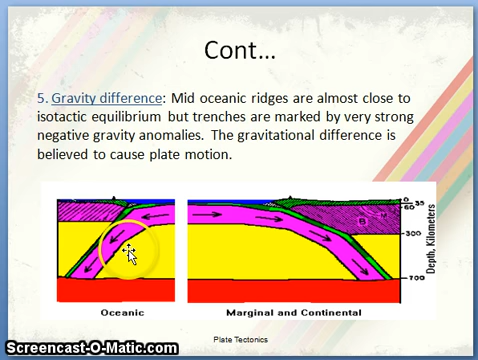 Cont…
5. Gravity difference: Mid oceanic ridges are almost close to
isotactic equilibrium but trenches are marked by very strong
negative gravity anomalies. The gravitational difference is
believed to cause plate motion.
0
35
60
300
700
Depth, Kilometers
B
Oceanic
Marginal and Continental
Plate Tectonics
Screencast-O-Matic.com